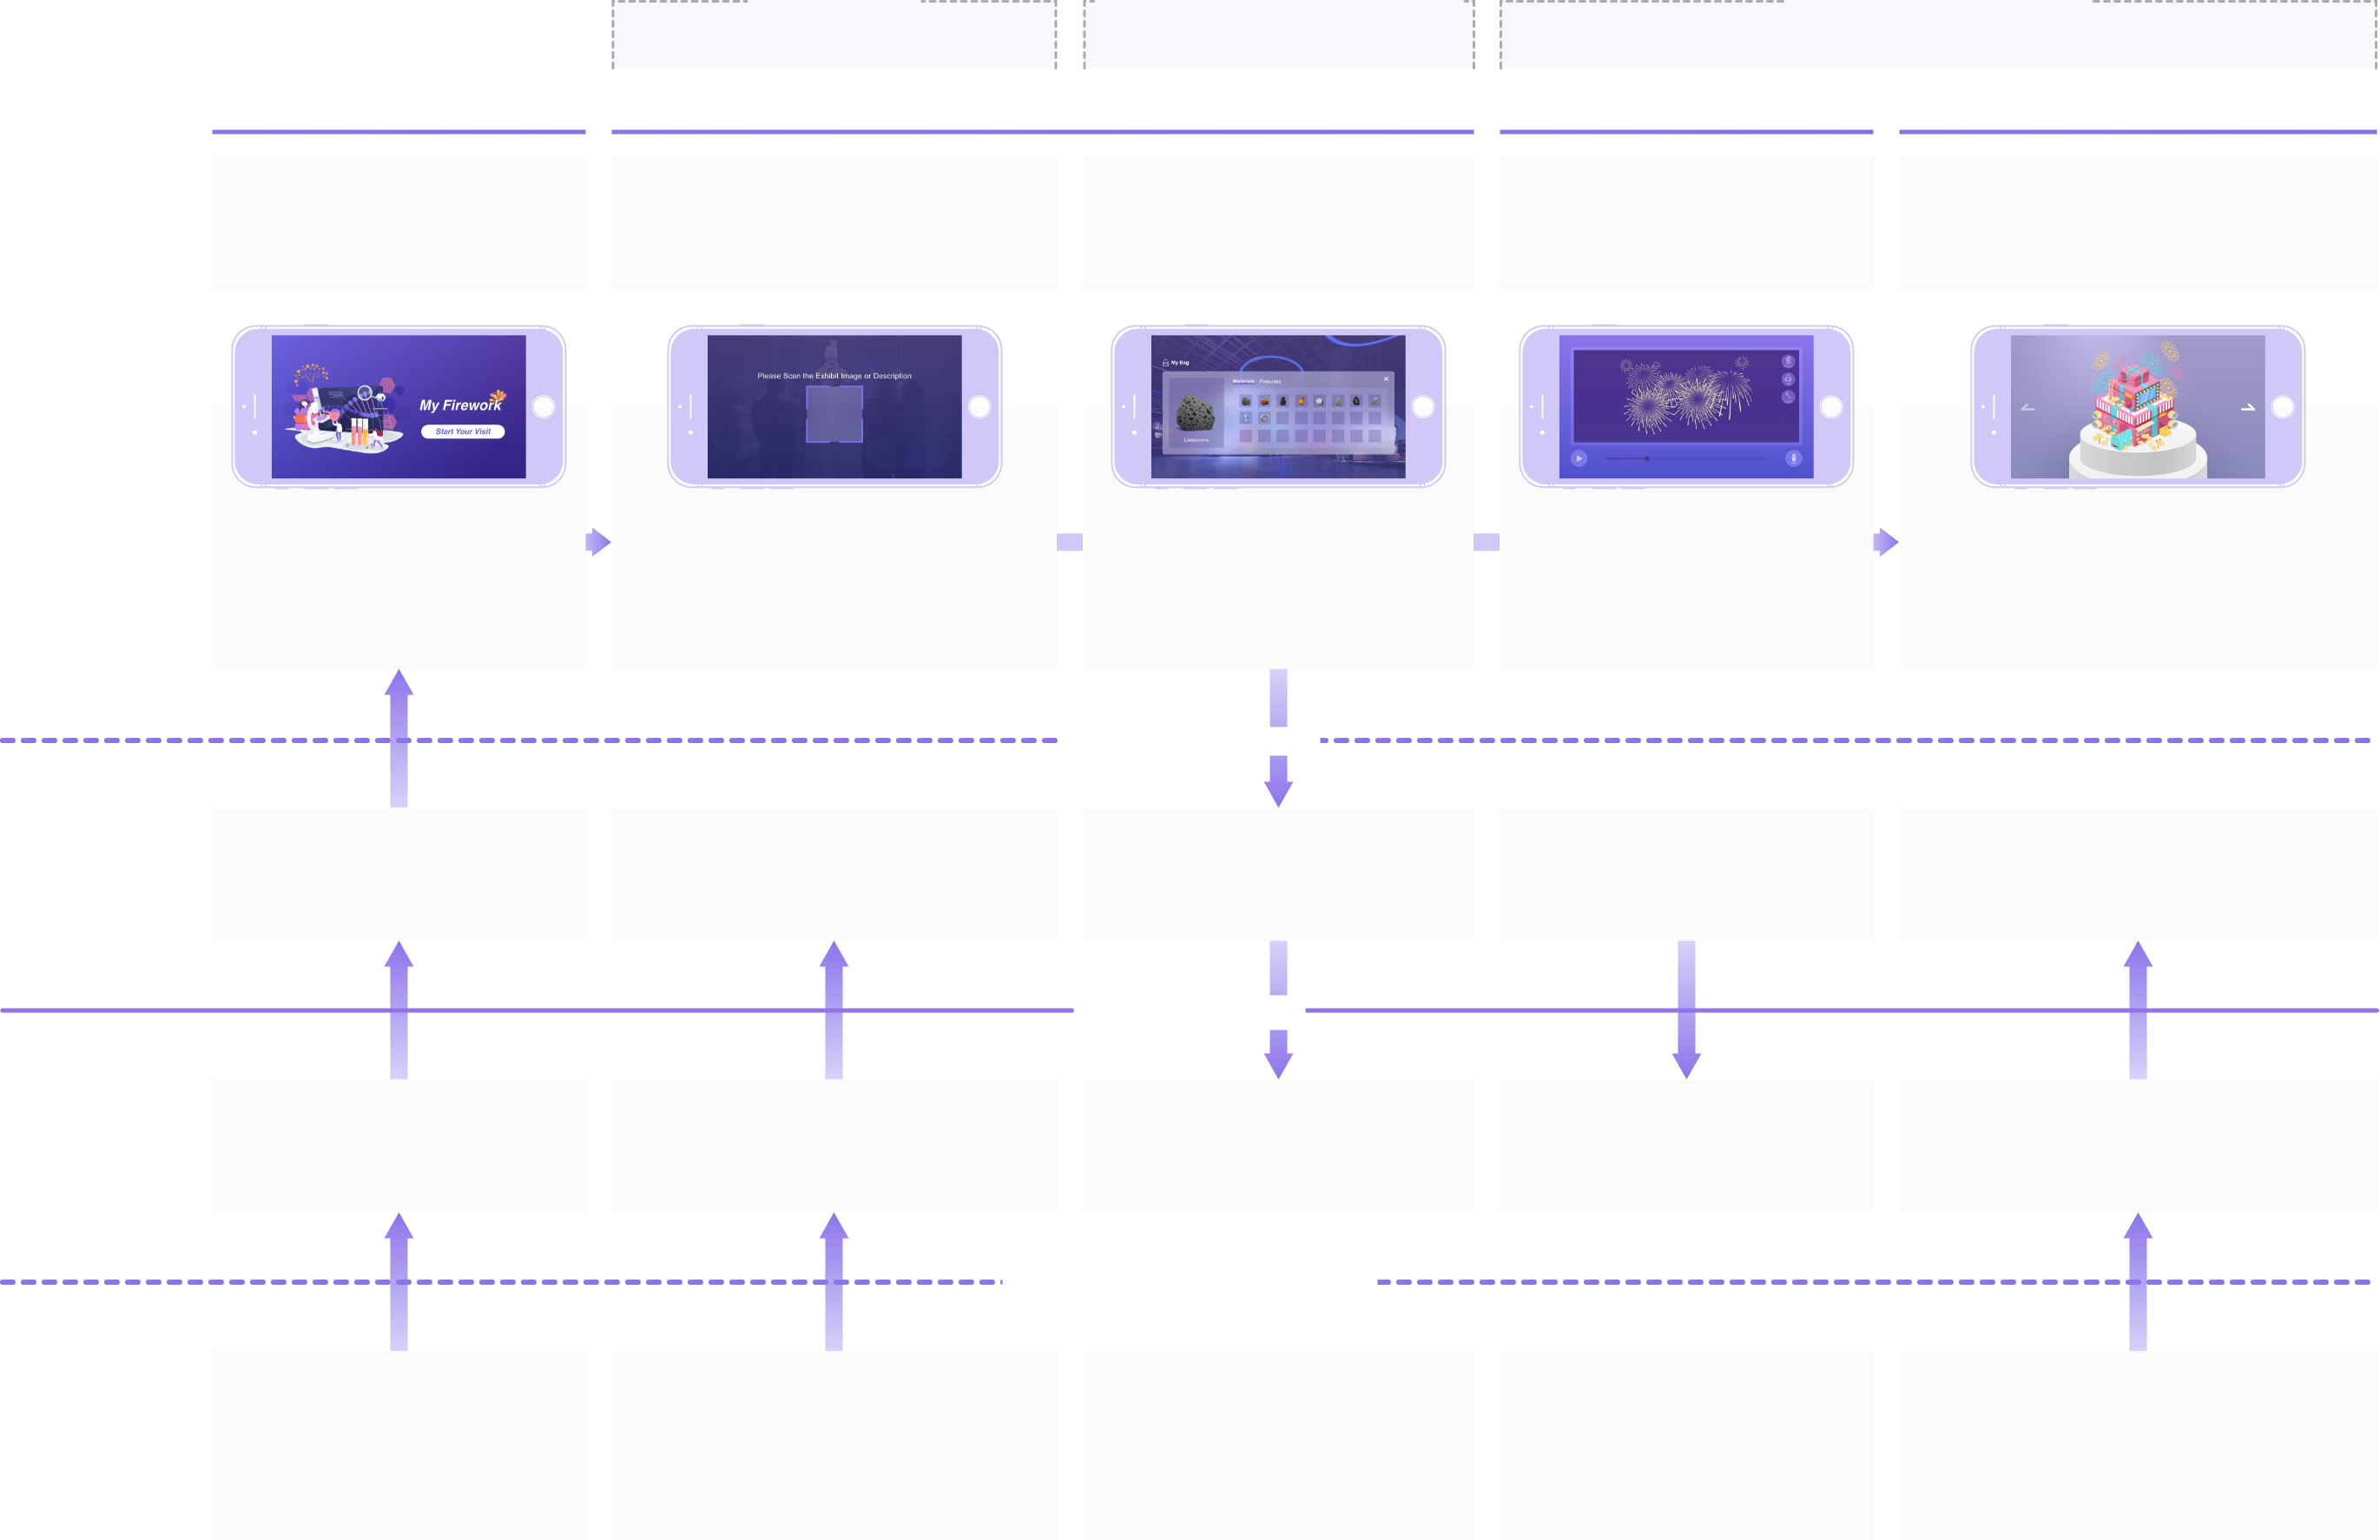 My Firework
Start Your Visit
Please Scan the Exhibit Image or Description
My Bag
Materials Fireworks
Limestone